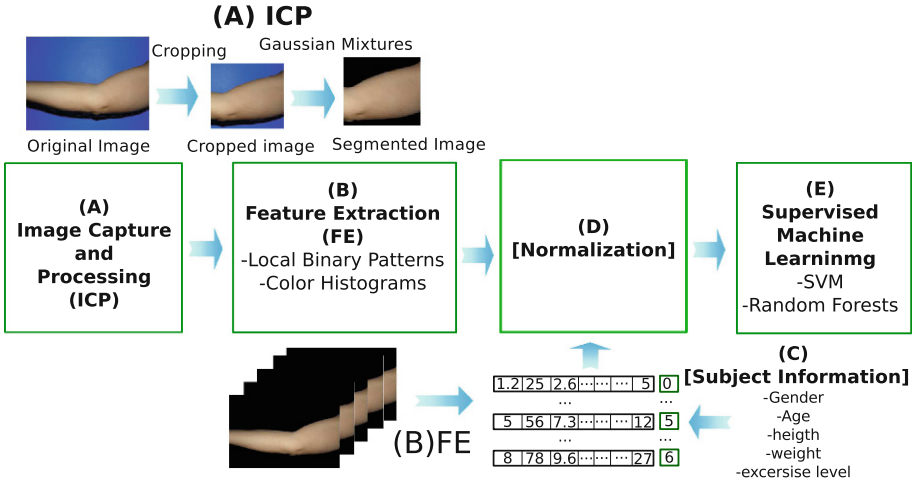 (A) ICP
Cropping
Gaussian Mixtures
Original Image
Cropped image
Segmented Image
(A)
Image Capture
and
Processing
(ICP)
(B)
Feature Extraction
(FE)
-Local Binary Patterns
-Color Histograms
(D)
[Normalization]
(E)
Supervised
Machine
Learninmg
-SVM
-Random Forests
(B)FE
1.2 25 2.6 ... ... ... 5 0
... ...
5 56 7.3 ... ... ... 12 5
... ...
8 78 9.6 ... ... ... 27 6
(C)
[Subject Information]
-Gender
-Age
-heigth
-weight
-excersise level